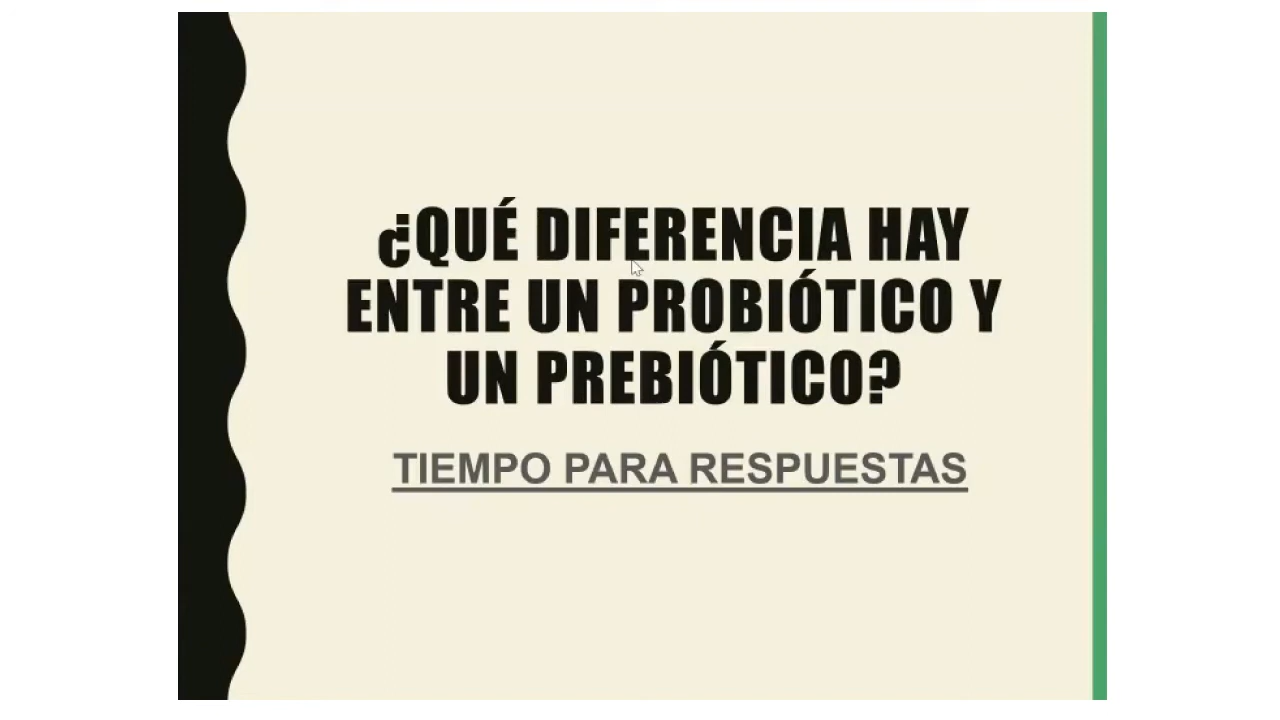 ¿QUÉ DIFERENCIA HAY
ENTRE UN PROBIÓTICO Y
UN PREBIÓTICO?
TIEMPO PARA RESPUESTAS